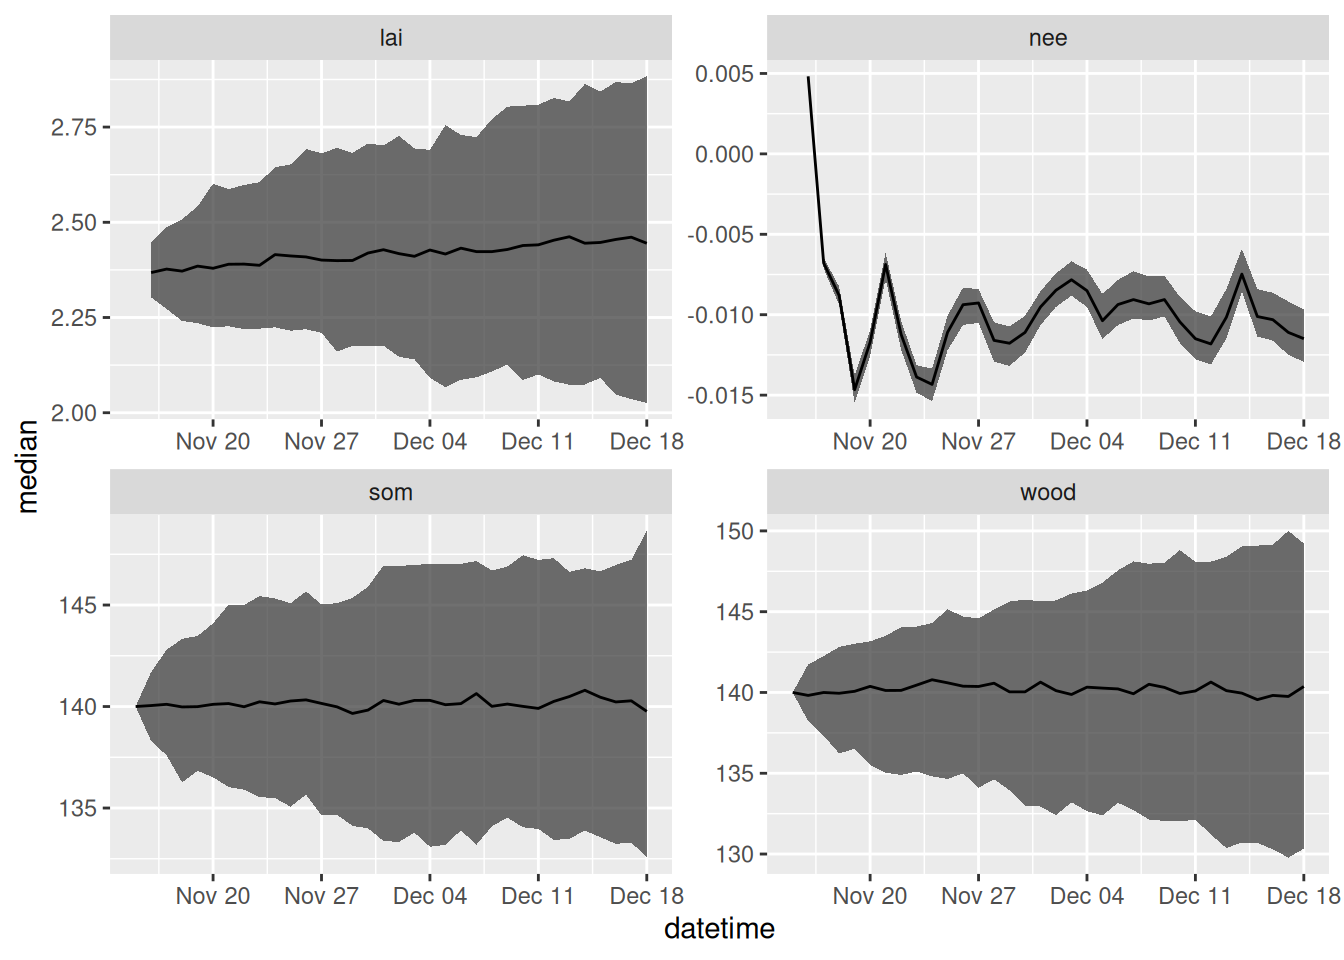 lai
nee
2.75
2.50
2.25
2.00
0.005
0.000
-0.005
-0.010
-0.015
Nov 20 Nov 27 Dec 04 Dec 11 Dec 18
Nov 20 Nov 27 Dec 04 Dec 11 Dec 18
median
som
wood
145
140
135
150
145
140
135
130
Nov 20 Nov 27 Dec 04 Dec 11 Dec 18
Nov 20 Nov 27 Dec 04 Dec 11 Dec 18
datetime